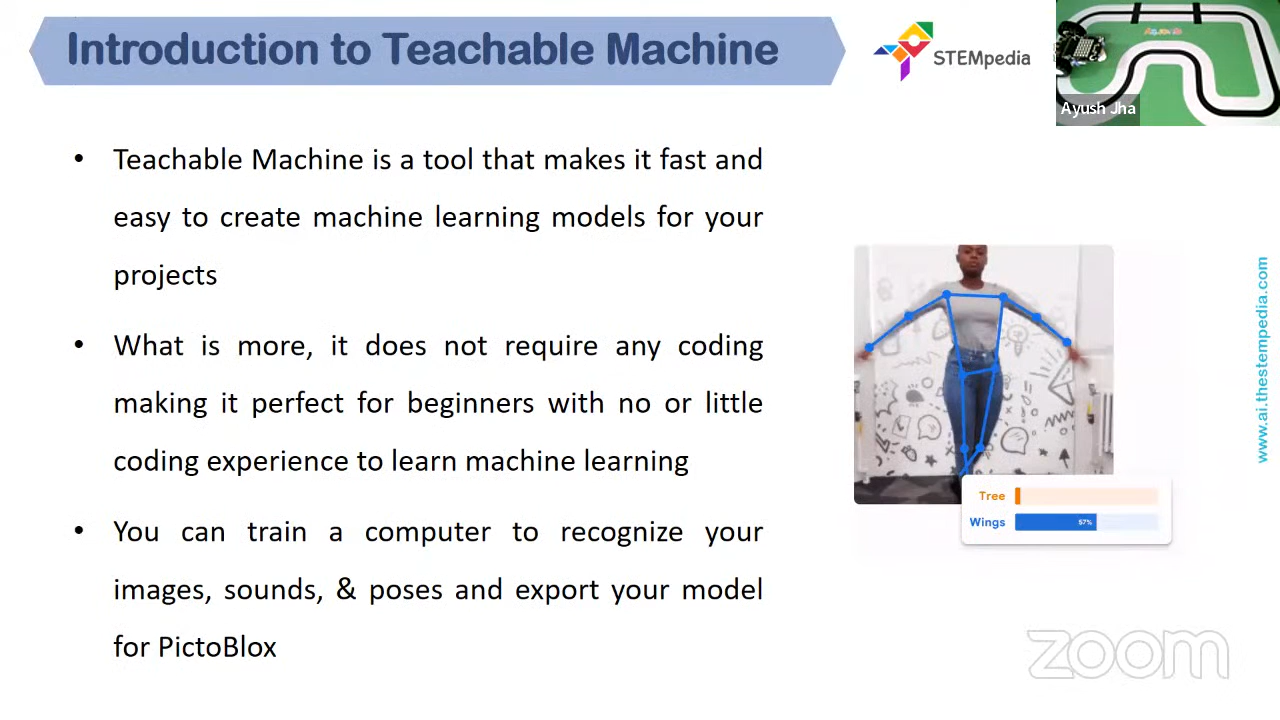 Introduction to Teachable Machine
STEMpedia
Ayush Jha
• Teachable Machine is a tool that makes it fast and
easy to create machine learning models for your
projects
• What is more, it does not require any coding
making it perfect for beginners with no or little
coding experience to learn machine learning
• You can train a computer to recognize your
images, sounds, & poses and export your model
for PictoBlox
Tree
Wings 57%
www.ai.thestempedia.com
zoom